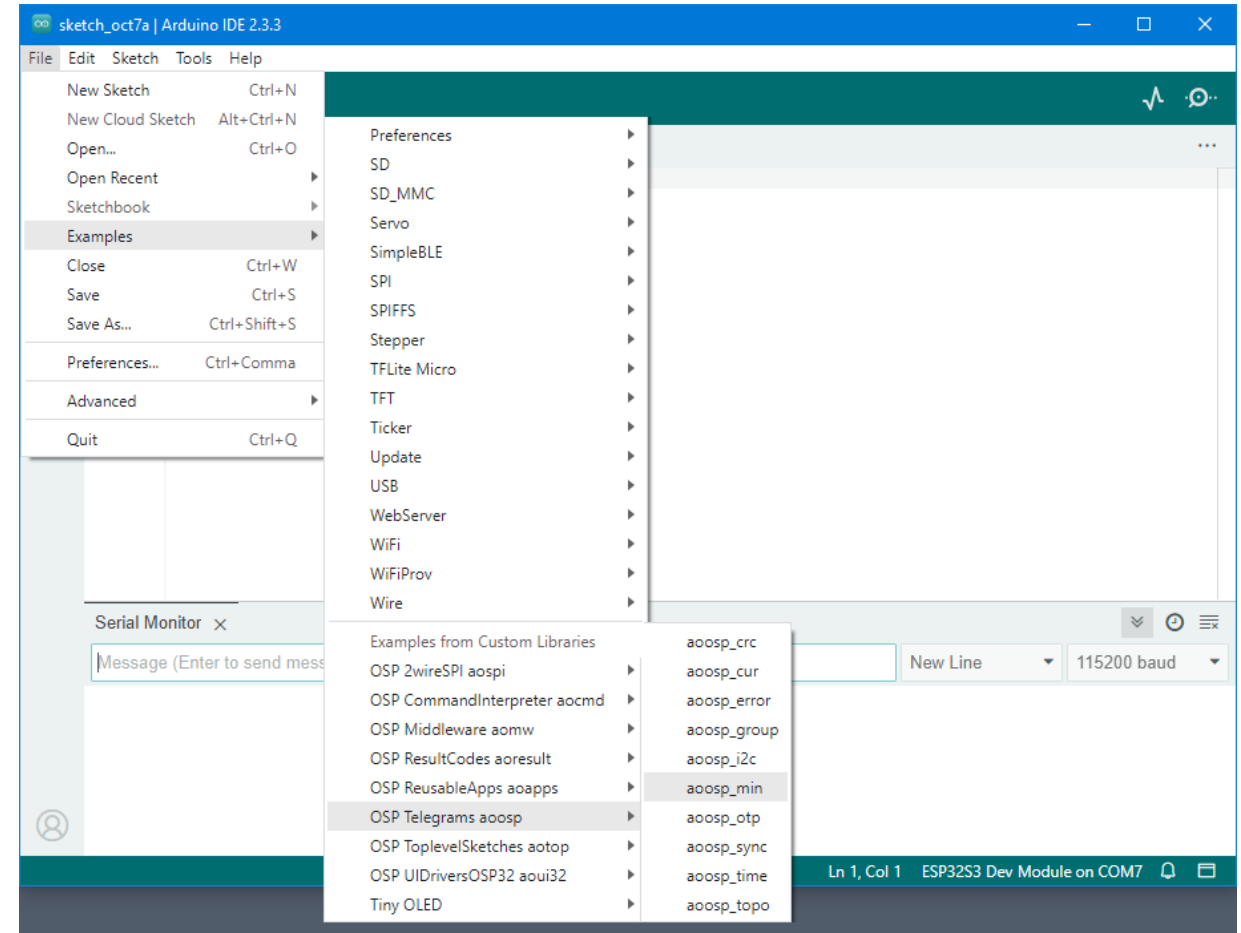 sketch_oct7a | Arduino IDE 2.3.3
File Edit Sketch Tools Help
New Sketch Ctrl+N
New Cloud Sketch Alt+Ctrl+N
Open... Ctrl+O
Open Recent
Sketchbook
Examples
Close Ctrl+W
Save Ctrl+S
Save As... Ctrl+Shift+S
Preferences... Ctrl+Comma
Advanced
Quit Ctrl+Q
Preferences
SD
SD_MMC
Servo
SimpleBLE
SPI
SPIFFS
Stepper
TFLite Micro
TFT
Ticker
Update
USB
WebServer
WiFi
WiFiProv
Wire
Examples from Custom Libraries
OSP 2wireSPI aospi
OSP CommandInterpreter aocmd
OSP Middleware aomw
OSP ResultCodes aoresult
OSP ReusableApps aoapps
OSP Telegrams aoosp
OSP ToplevelSketches aotop
OSP UIDriversOSP32 aoui32
Tiny OLED
aoosp_crc
aoosp_cur
aoosp_error
aoosp_group
aoosp_i2c
aoosp_min
aoosp_otp
aoosp_sync
aoosp_time
aoosp_topo
Serial Monitor
Message (Enter to send mess
New Line 115200 baud
Ln 1, Col 1 ESP32S3 Dev Module on COM7